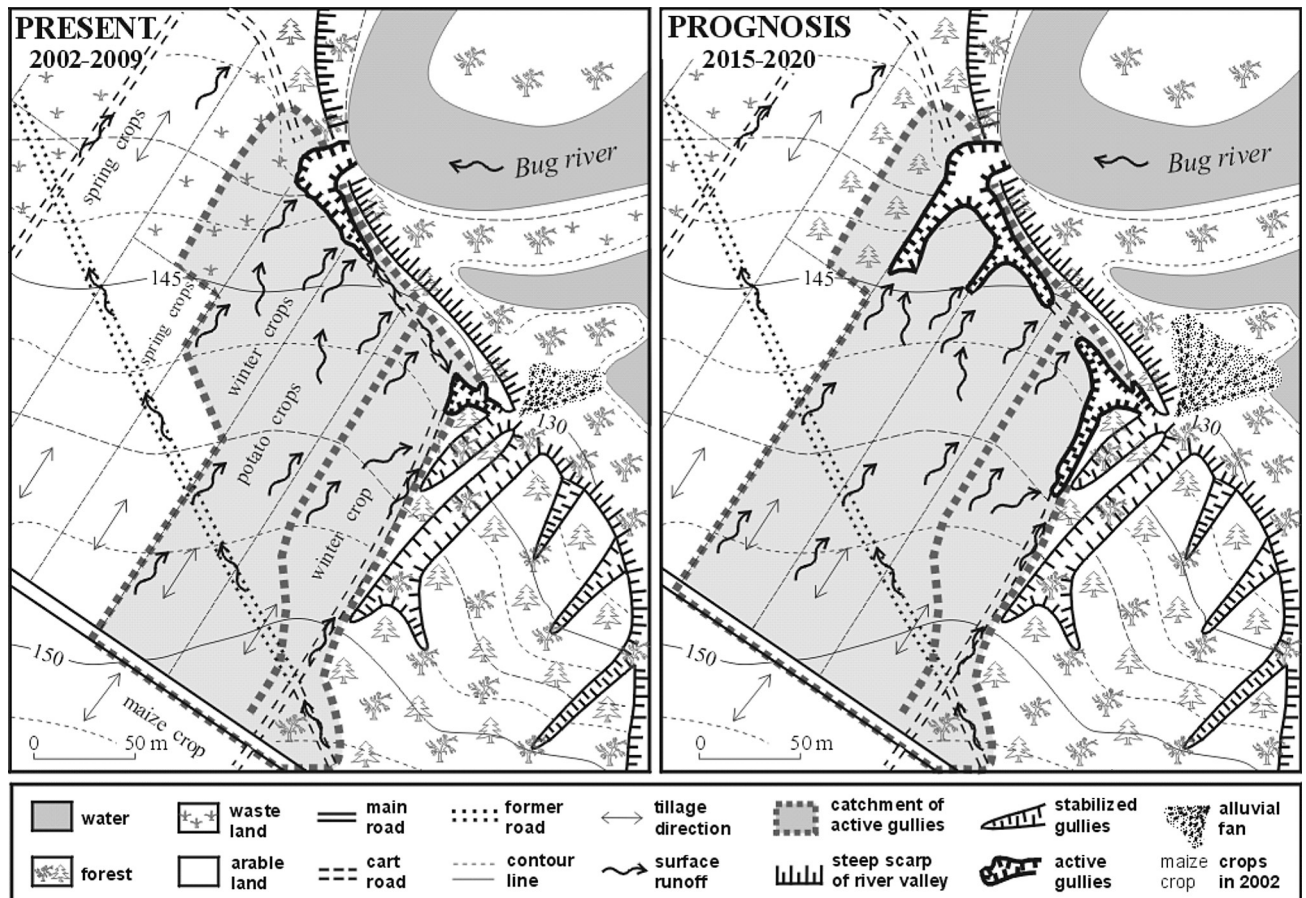 PRESENT
2002-2009
spring crops
Bug river
145
spring crops
winter crops
potato crops
winter crop
130
150
maize crop
0 50 m
PROGNOSIS
2015-2020
Bug river
145
130
150
0 50 m
water
waste
land
main
road
former
road
tillage
direction
catchment of
active gullies
stabilized
gullies
alluvial
fan
forest
arable
land
cart
road
contour
line
surface
runoff
steep scarp
of river valley
active
gullies
maize crops
crop in 2002